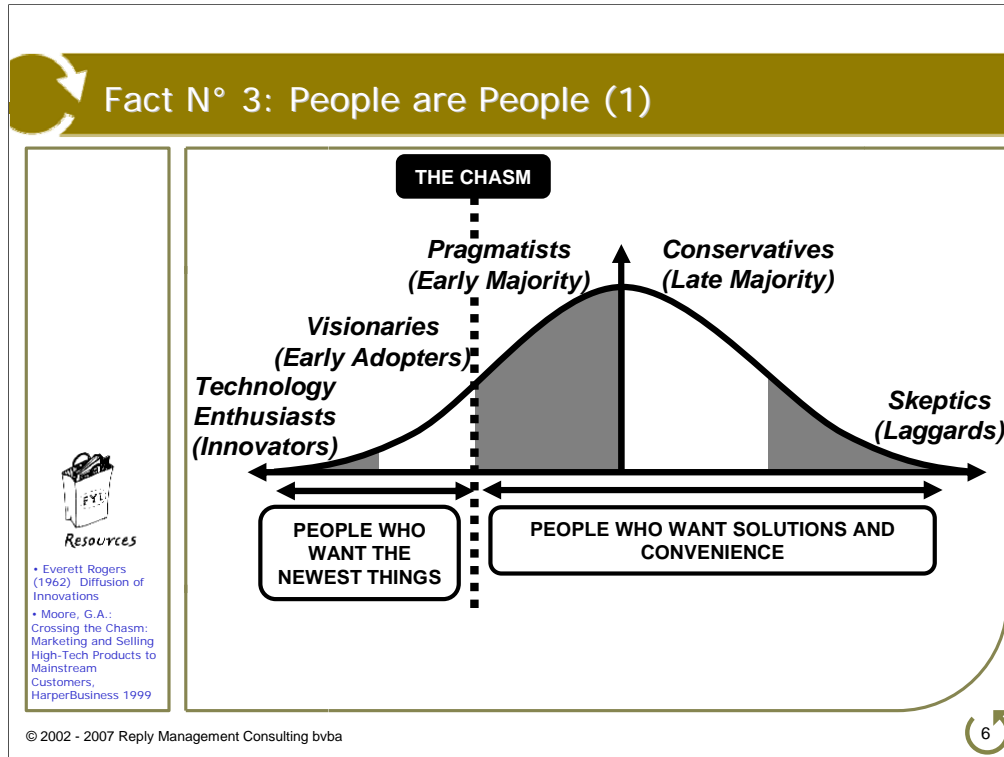 Fact N° 3: People are People (1)
THE CHASM
Pragmatists
(Early Majority)
Conservatives
(Late Majority)
Visionaries
(Early Adopters)
Technology
Enthusiasts
(Innovators)
Skeptics
(Laggards)
PEOPLE WHO
WANT THE
NEWEST THINGS
PEOPLE WHO WANT SOLUTIONS AND
CONVENIENCE
FYI
Resources
• Everett Rogers
(1962) Diffusion of
Innovations
• Moore, G.A.:
Crossing the Chasm:
Marketing and Selling
High-Tech Products to
Mainstream
Customers,
HarperBusiness 1999
© 2002 - 2007 Reply Management Consulting bvba
6